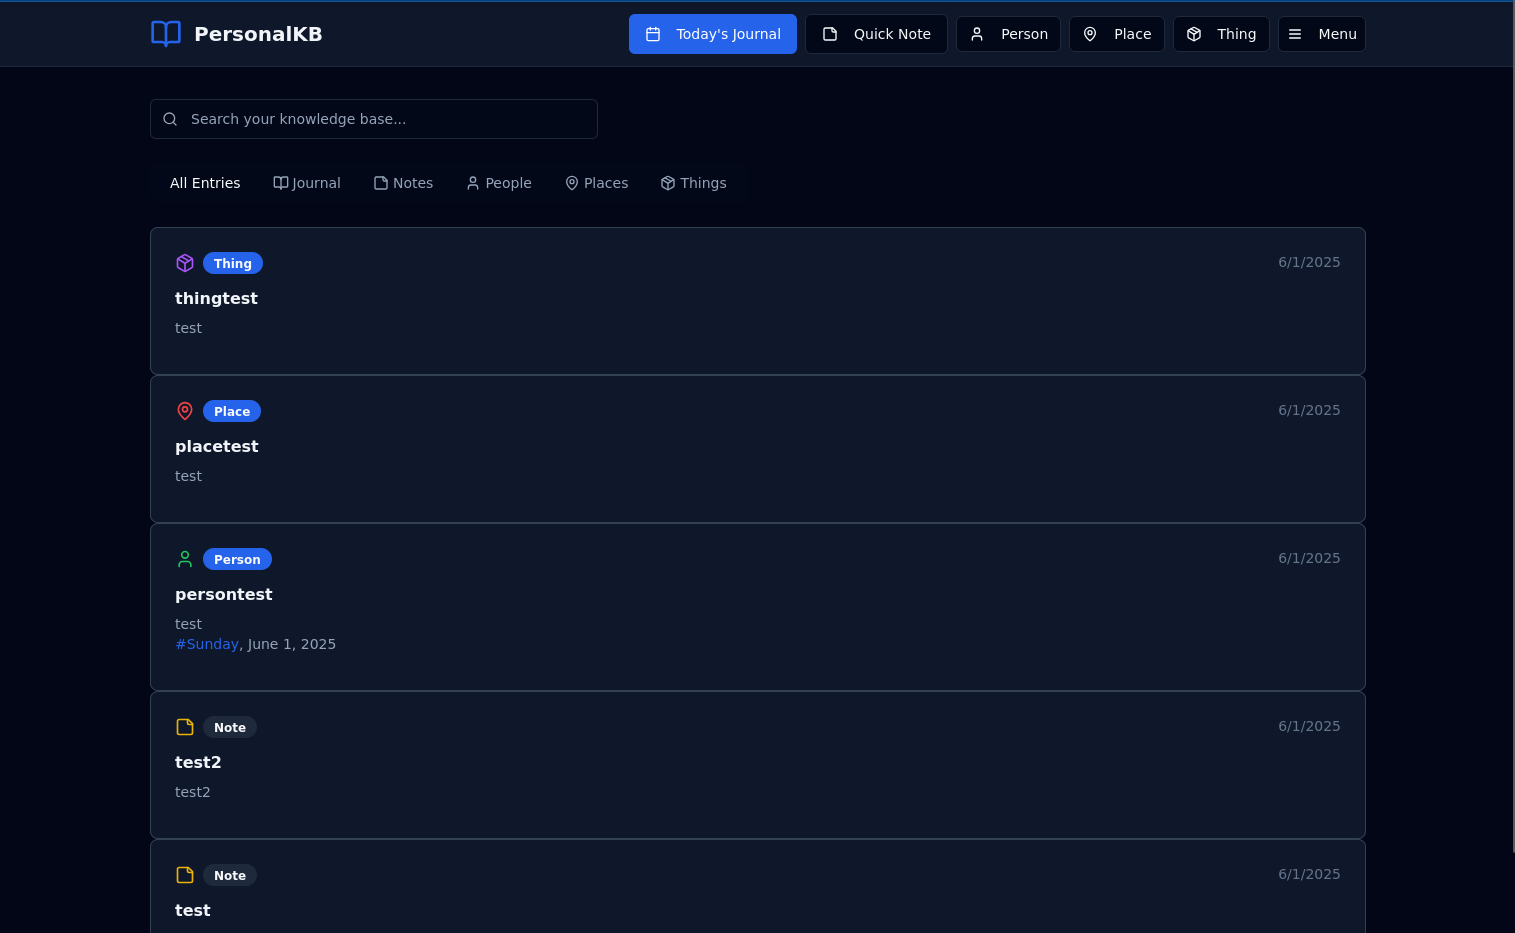 PersonalKB
Today's Journal Quick Note Person Place Thing Menu
Search your knowledge base...
All Entries Journal Notes People Places Things
Thing 6/1/2025
thingtest
test
Place 6/1/2025
placetest
test
Person 6/1/2025
persontest
test
#Sunday, June 1, 2025
Note 6/1/2025
test2
test2
Note 6/1/2025
test